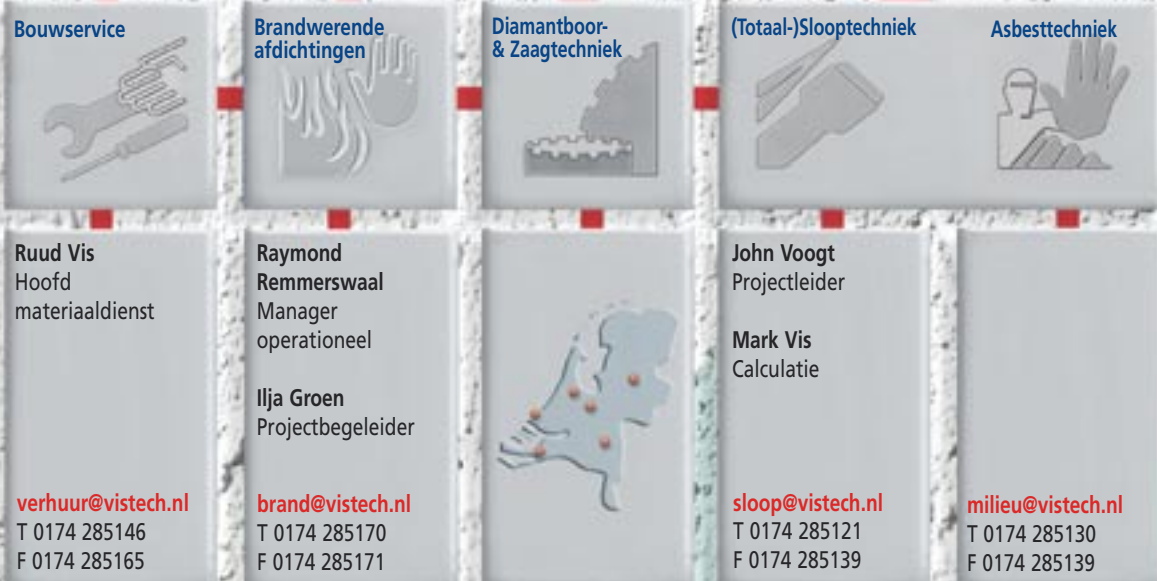 Bouwservice
Brandwerende
afdichtingen
Diamantboor-
& Zaagtechniek
(Totaal-)Slooptechniek
Asbesttechniek
Ruud Vis
Hoofd
materiaaldienst
verhuur@vistech.nl
T 0174 285146
F 0174 285165
Raymond
Remmerswaal
Manager
operationeel
Ilja Groen
Projectbegeleider
brand@vistech.nl
T 0174 285170
F 0174 285171
John Voogt
Projectleider
Mark Vis
Calculatie
sloop@vistech.nl
T 0174 285121
F 0174 285139
milieu@vistech.nl
T 0174 285130
F 0174 285139